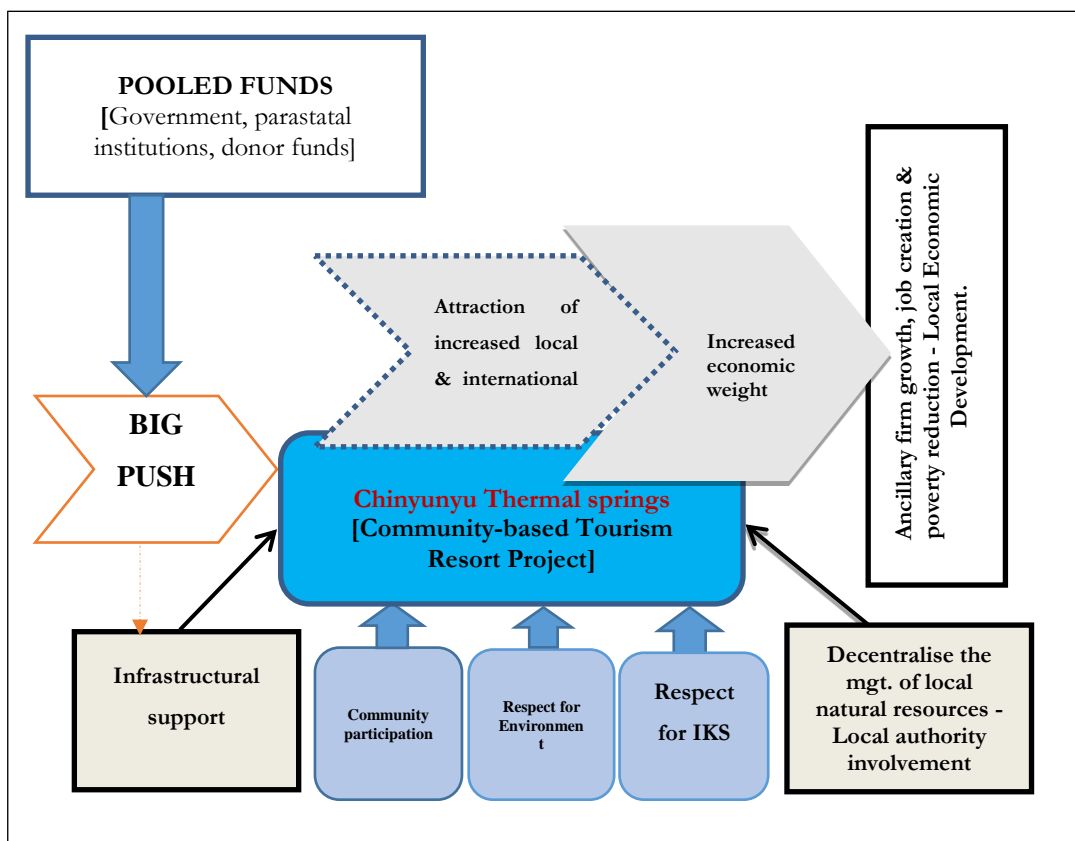 POOLED FUNDS
[Government, parastatal
institutions, donor funds]
Ancillary firm growth, job creation &
poverty reduction - Local Economic
Development.
Attraction of
increased local
& international
Increased
economic
weight
BIG
PUSH
Chinyunyu Thermal springs
[Community-based Tourism
Resort Project]
Infrastructural
support
Community
participation
Respect for
Environmen
t
Respect
for IKS
Decentralise the
mgt. of local
natural resources -
Local authority
involvement